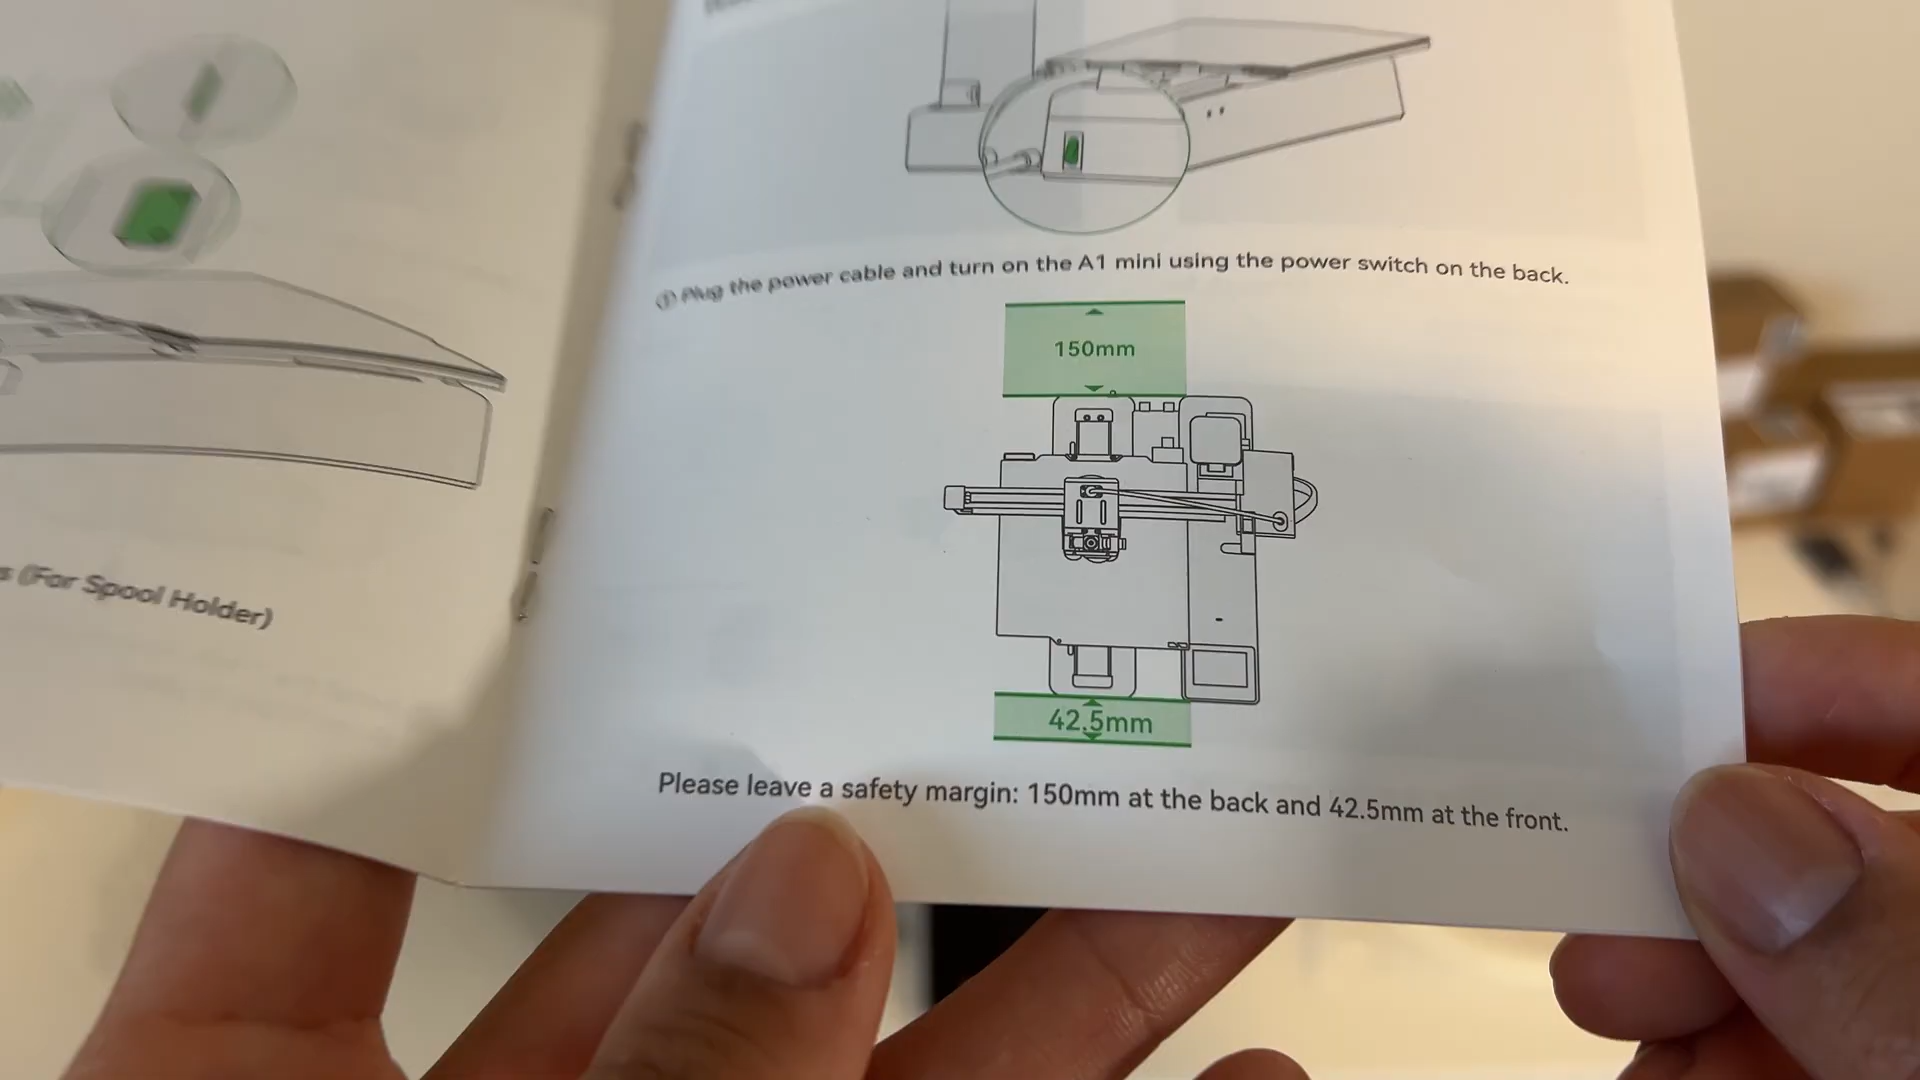 ① Plug the power cable and turn on the A1 mini using the power switch on the back.
150mm
42.5mm
Please leave a safety margin: 150mm at the back and 42.5mm at the front.
(For Spool Holder)